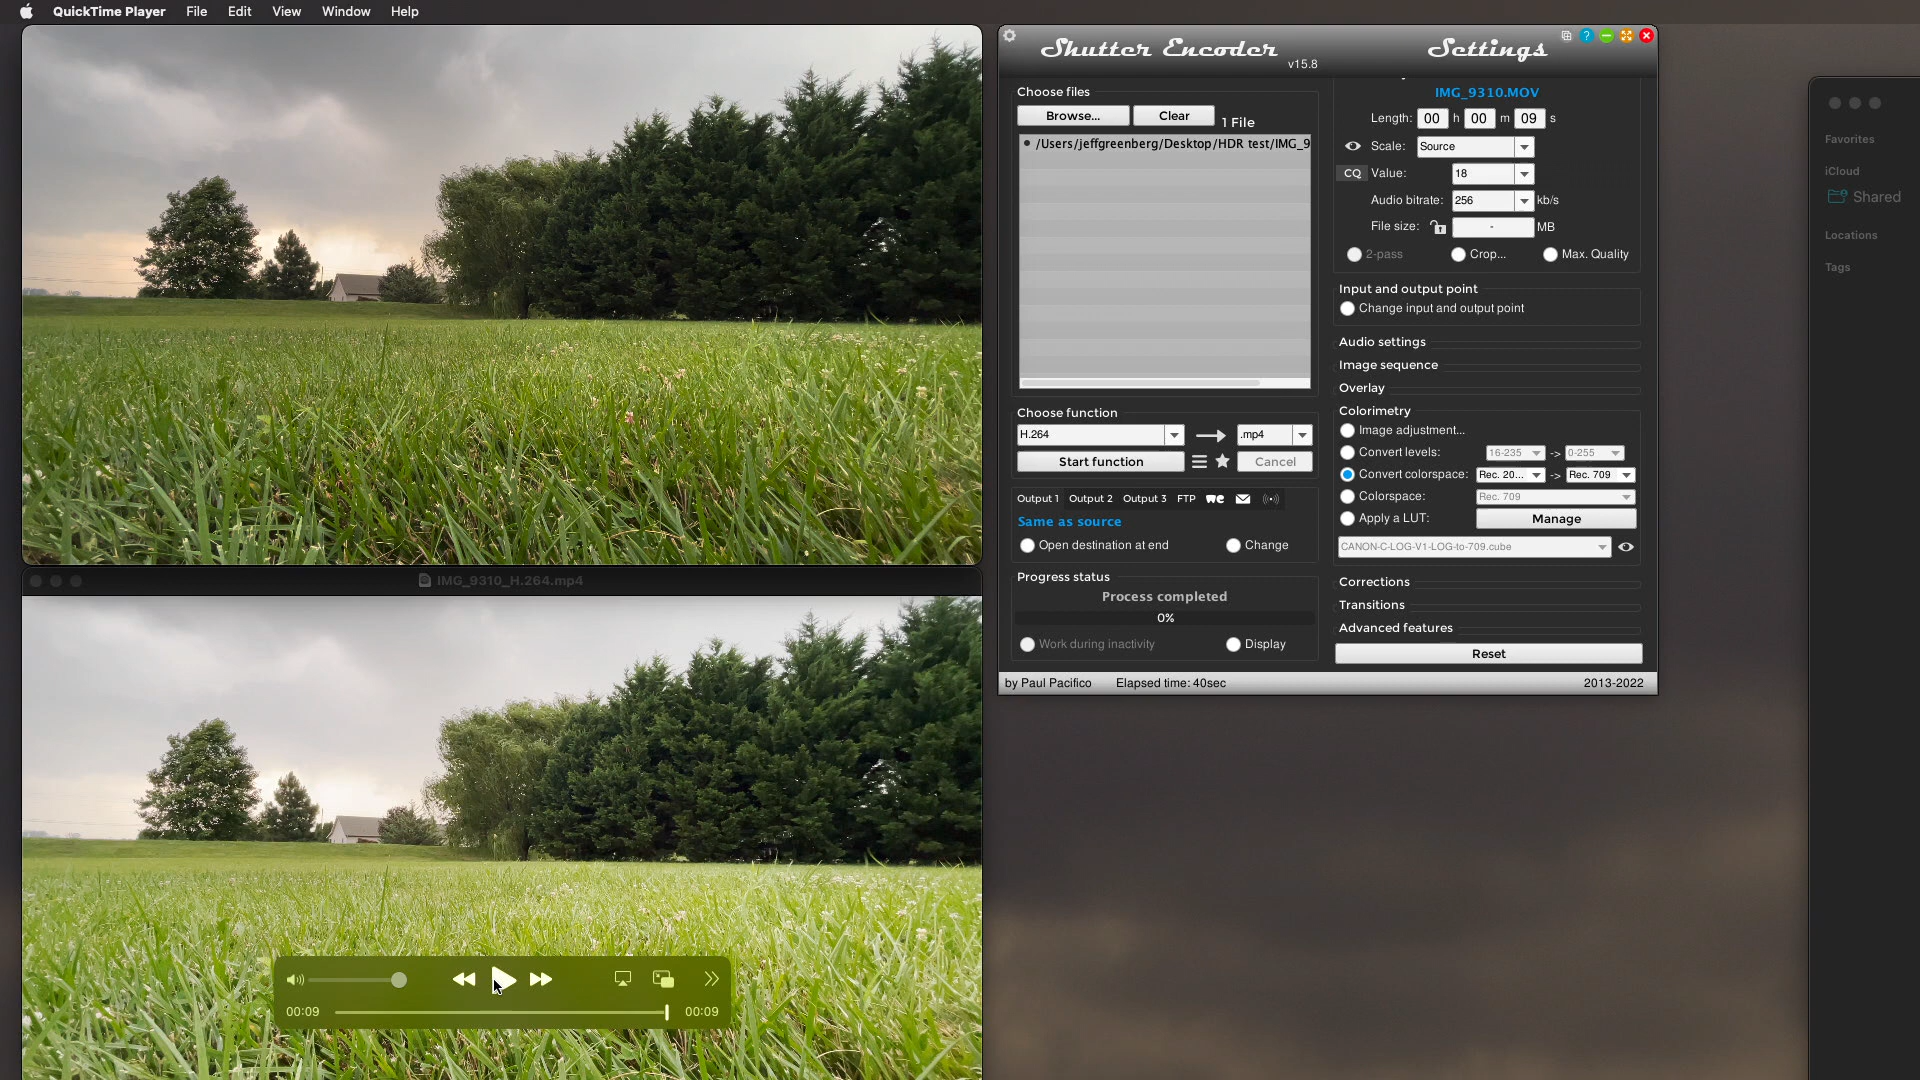 QuickTime Player File Edit View Window Help
Shutter Encoder
v15.8
Settings
Choose files
Browse...
Clear
1 File
/Users/jeffgreenberg/Desktop/HDR test/IMG_9
Choose function
H.264
.mp4
Start function
Cancel
Output 1 Output 2 Output 3 FTP
Same as source
Open destination at end
Change
Progress status
Process completed
0%
Work during inactivity
Display
by Paul Pacifico
Elapsed time: 40sec
2013-2022
IMG_9310.MOV
Length: 00 h 00 m 09 s
Scale: Source
CQ Value: 18
Audio bitrate: 256 kb/s
File size: - MB
2-pass
Crop...
Max. Quality
Input and output point
Change input and output point
Audio settings
Image sequence
Overlay
Colorimetry
Image adjustment...
Convert levels: 16-235 -> 0-255
Convert colorspace: Rec. 20... -> Rec. 709
Colorspace: Rec. 709
Apply a LUT: Manage
CANON-C-LOG-V1-LOG-to-709.cube
Corrections
Transitions
Advanced features
Reset
Favorites
iCloud
Shared
Locations
Tags
IMG_9310_H.264.mp4
00:09
00:09